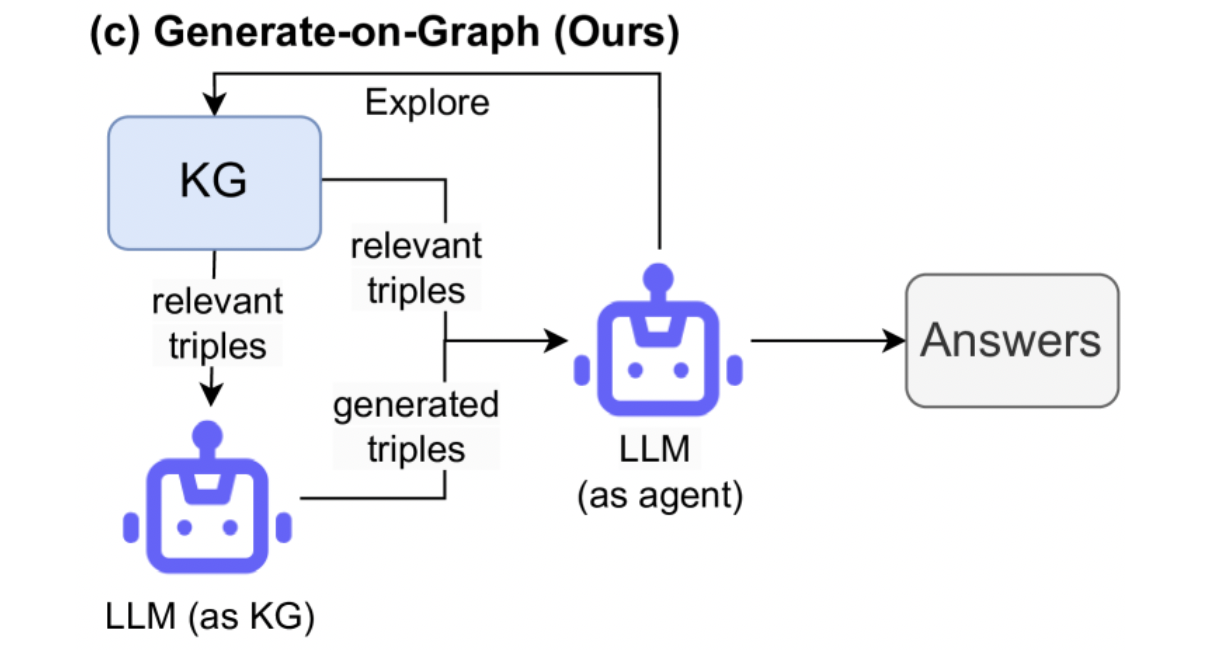 (c) Generate-on-Graph (Ours)
Explore
KG
relevant
triples
relevant
triples
generated
triples
LLM
(as agent)
Answers
LLM (as KG)